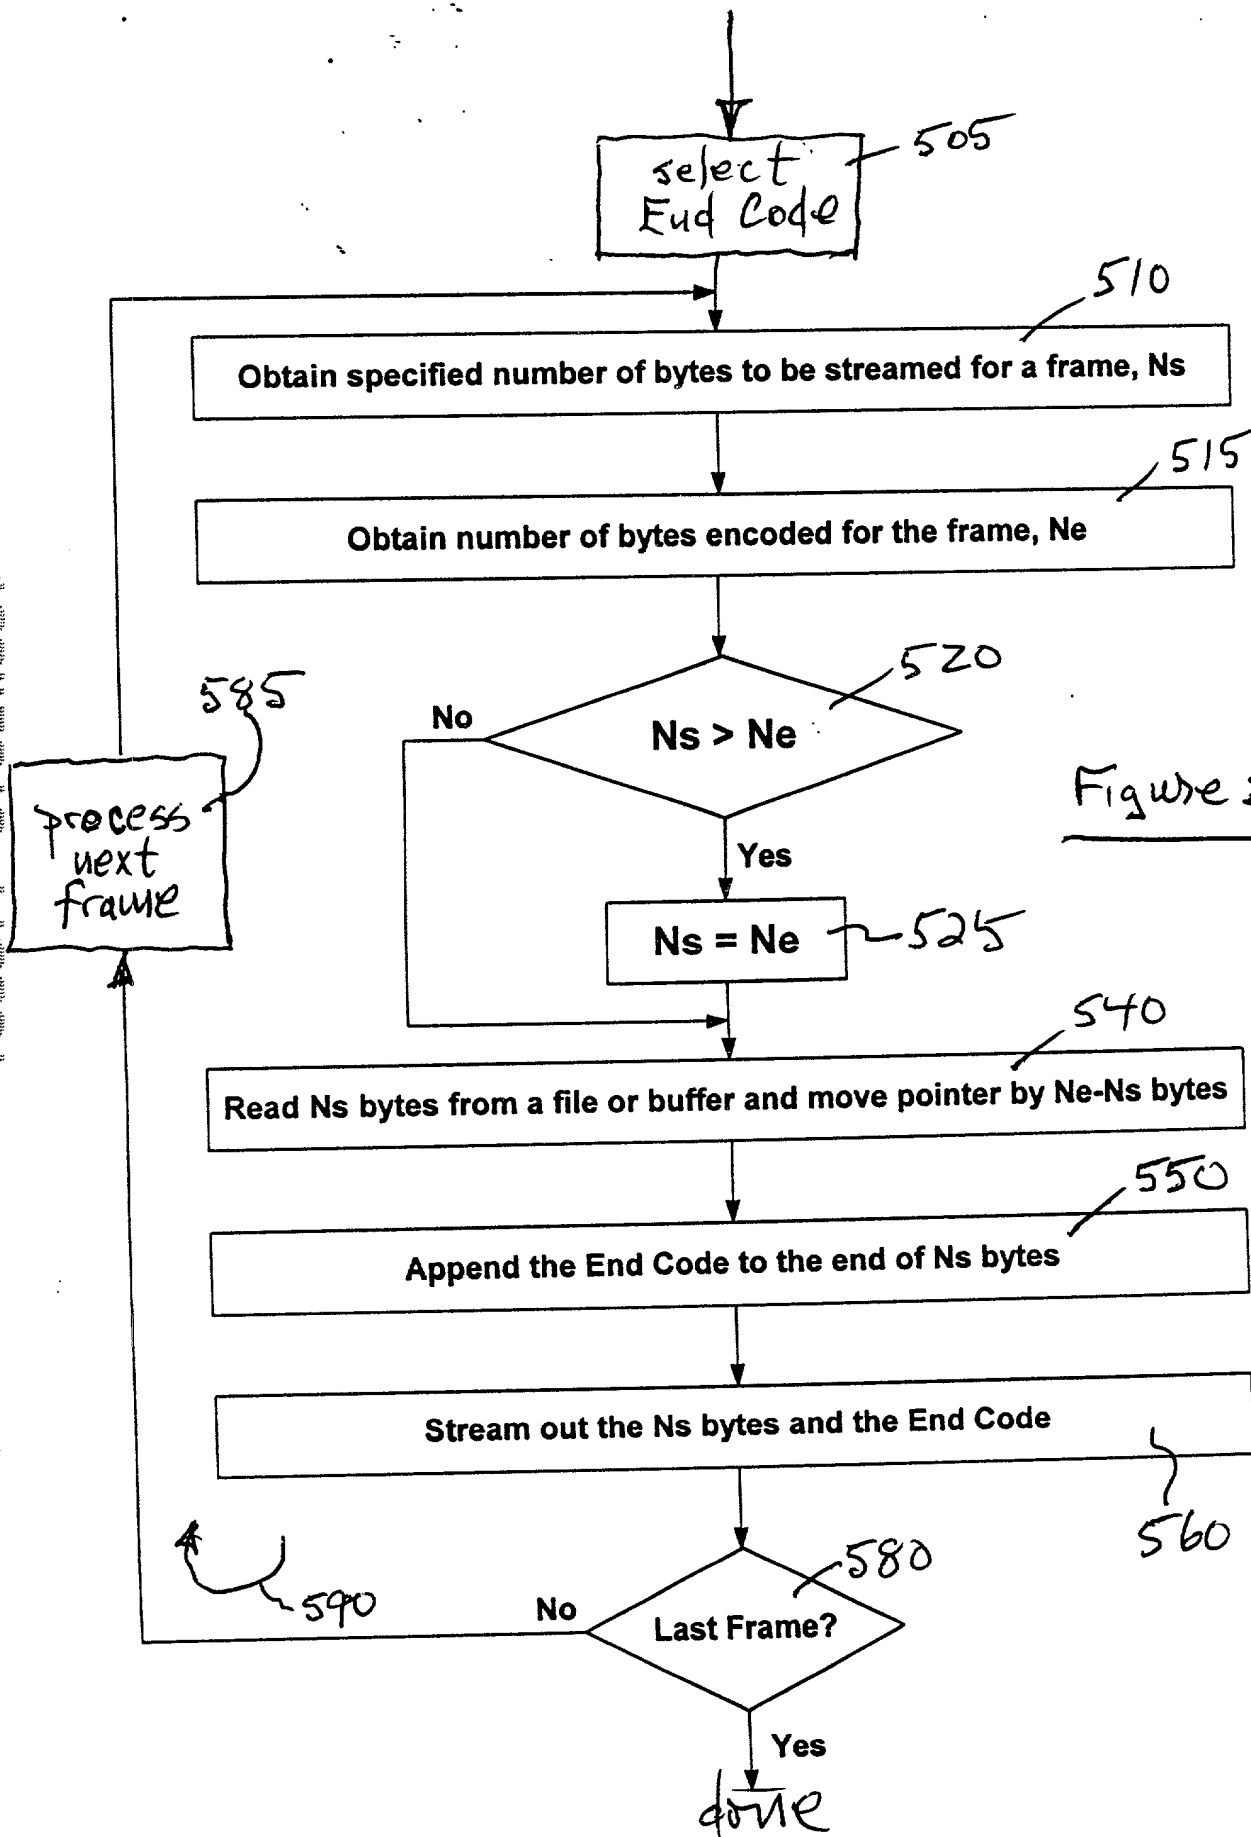 505
select
End Code
510
Obtain specified number of bytes to be streamed for a frame, Ns
515
Obtain number of bytes encoded for the frame, Ne
520
585
No
Ns > Ne
Figure
process
next
frame
Yes
Ns = Ne
525
540
Read Ns bytes from a file or buffer and move pointer by Ne-Ns bytes
550
Append the End Code to the end of Ns bytes
Stream out the Ns bytes and the End Code
560
580
590
No
Last Frame?
Yes
done